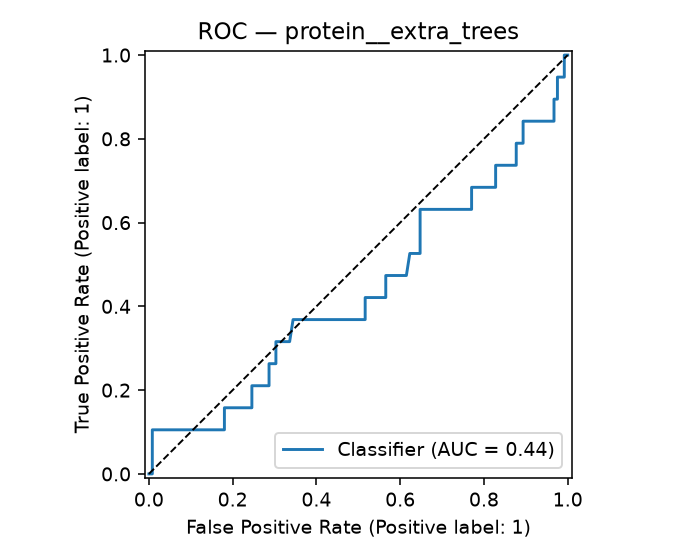 ROC — protein__extra_trees
1.0
0.8
0.6
0.4
0.2
0.0
True Positive Rate (Positive label: 1)
Classifier (AUC = 0.44)
0.0 0.2 0.4 0.6 0.8 1.0
False Positive Rate (Positive label: 1)